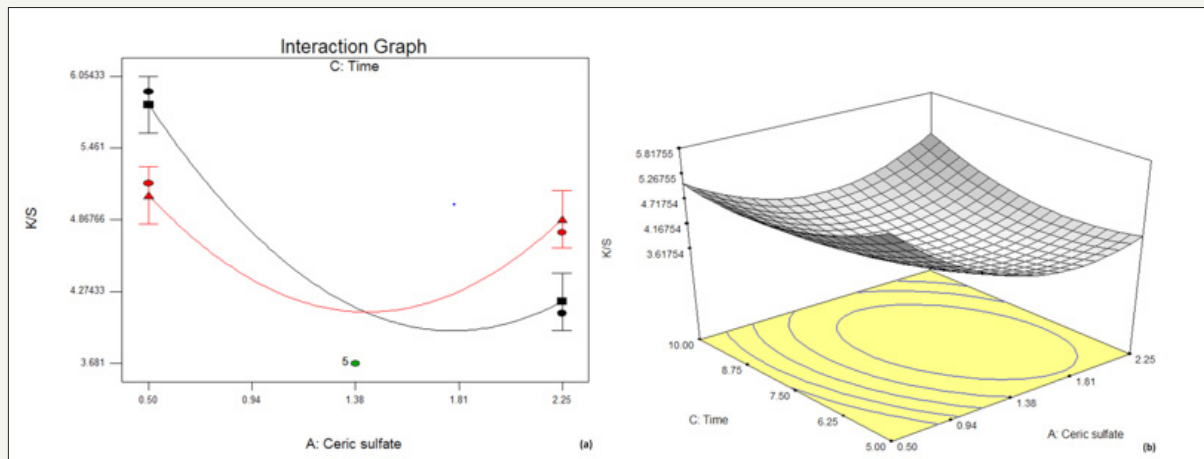 Interaction Graph
C: Time
6.05433
5.461
4.86766
4.27433
3.681
K/S
5
0.50
0.94
1.38
1.81
2.25
A: Ceric sulfate
(a)
5.81755
5.26755
4.71754
4.16754
3.61754
K/S
10.00
8.75
7.50
6.25
5.00
C: Time
0.50
0.94
1.38
1.81
2.25
A: Ceric sulfate
(b)